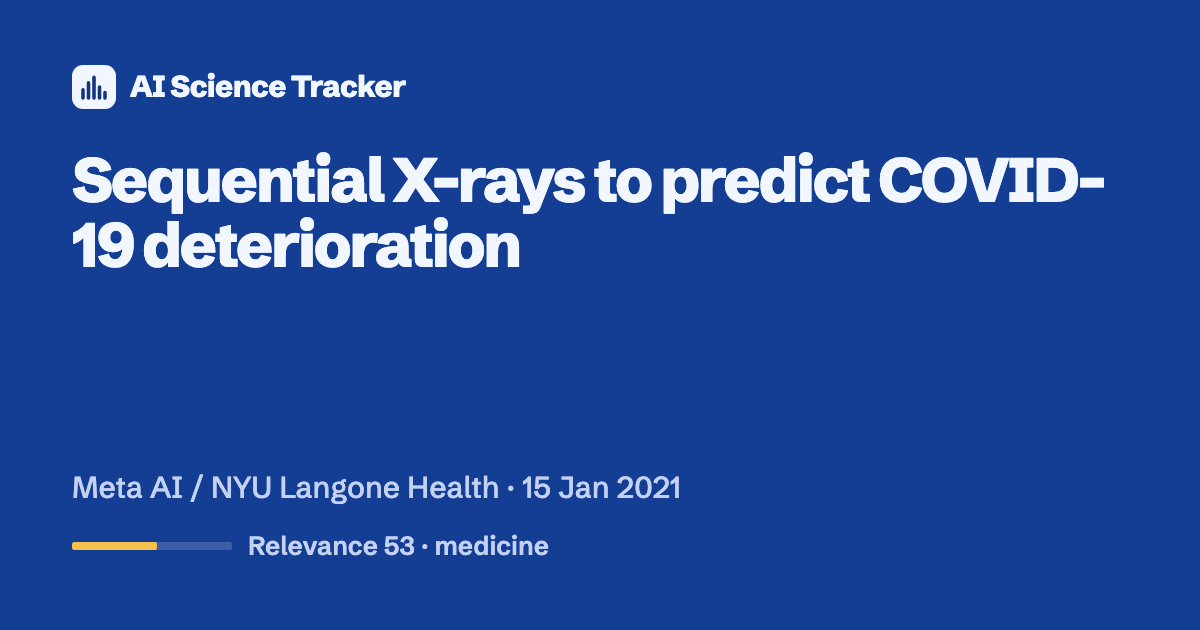 AI Science Tracker
Sequential X-rays to predict COVID-
19 deterioration
Meta AI / NYU Langone Health · 15 Jan 2021
Relevance 53 · medicine